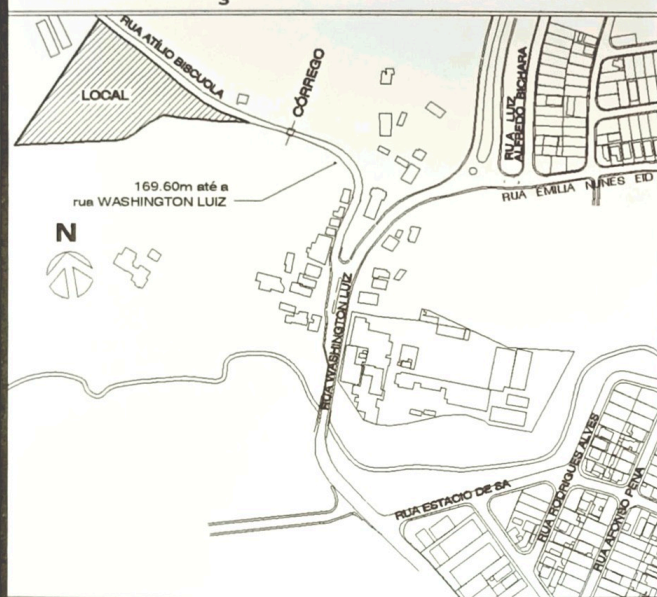 RUA ATÍLIO BISCUOLA
LOCAL
CÓRREGO
RUA LUIZ
ALFREDO BICHARA
RUA EMILIA NUNES EID
169.60m até a
rua WASHINGTON LUIZ
N
RUA WASHINGTON LUIZ
RUA ESTACIO DE SA
RUA RODRIGUES ALVES
RUA AFONSO PENA